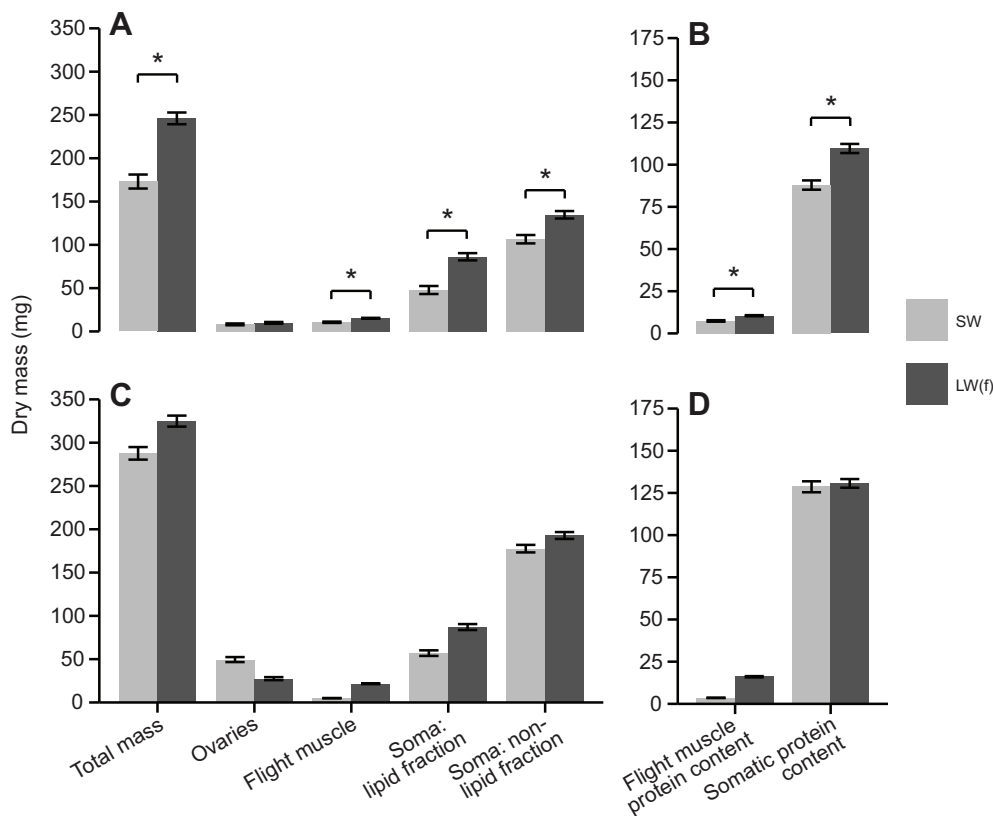 A
Dry mass (mg)
350
300
250
200
150
100
50
0
*
*
*
*
B
175
150
125
100
75
50
25
0
*
*
SW
LW(f)
C
350
300
250
200
150
100
50
0
Total mass
Ovaries
Flight muscle
Soma:
lipid fraction
Soma: non-
lipid fraction
D
175
150
125
100
75
50
25
0
Flight muscle
protein content
Somatic protein
content